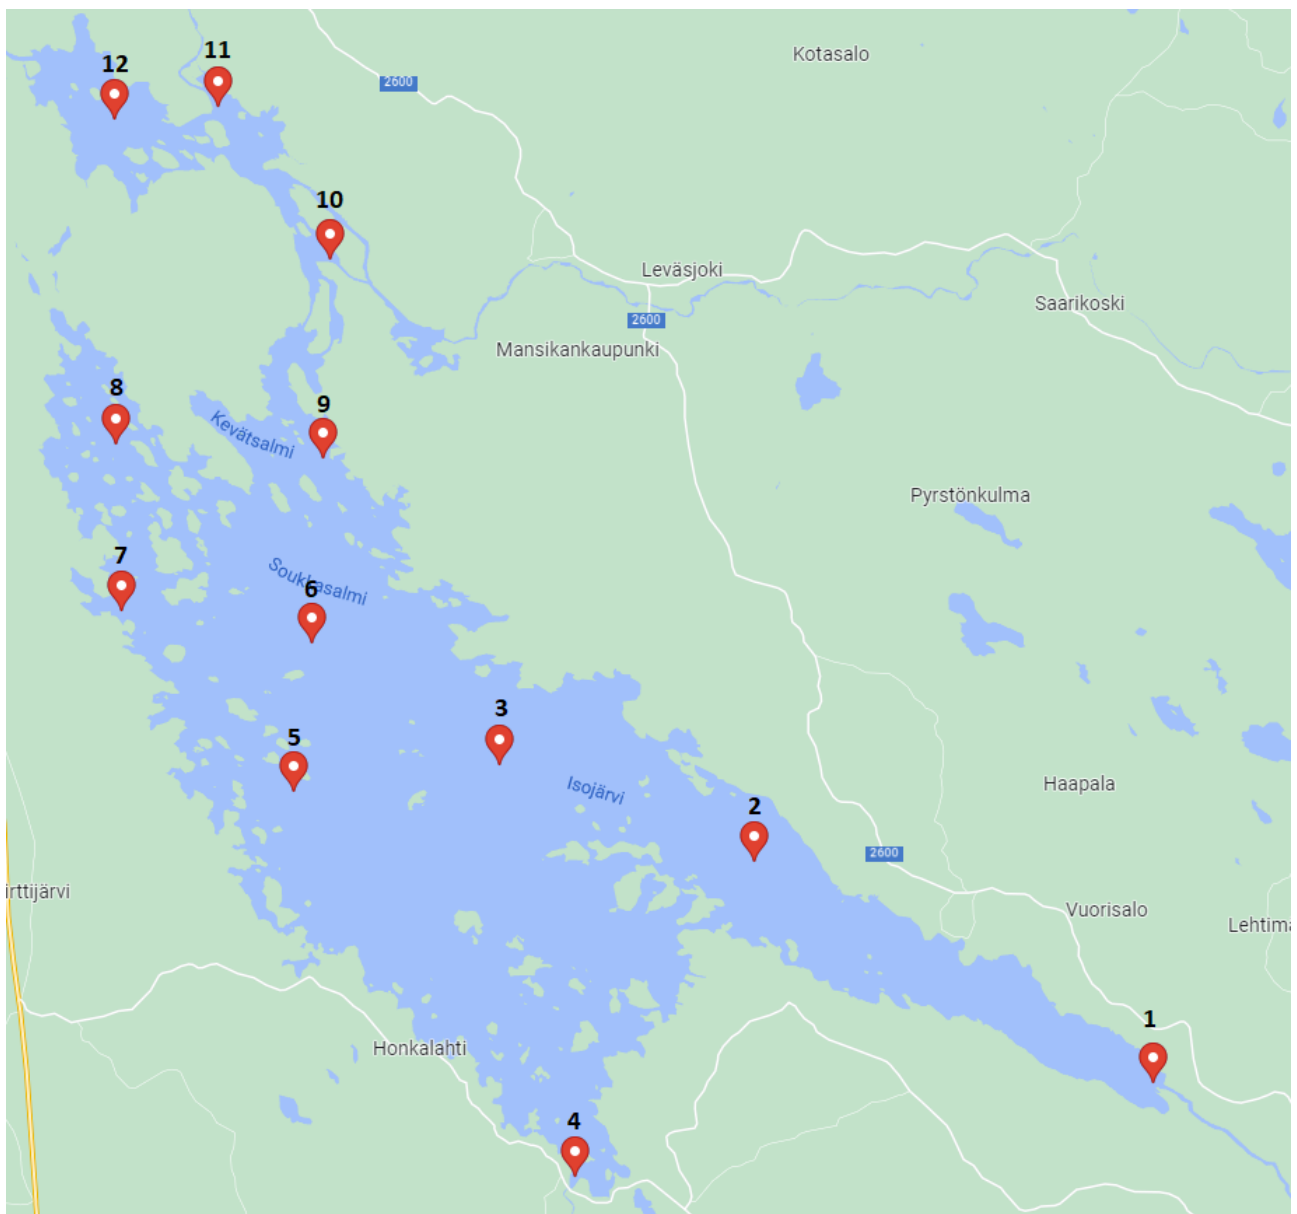 11
Kotasalo
12
2600
10
Leväsjoki
Saarikoski
2600
Mansikankaupunki
8
9
Kevätsalmi
Pyrstönkulma
7
Soukkasalmi
6
3
5
Isojärvi
Haapala
2
2600
irttijärvi
Vuorisalo
Lehtima
1
Honkalahti
4